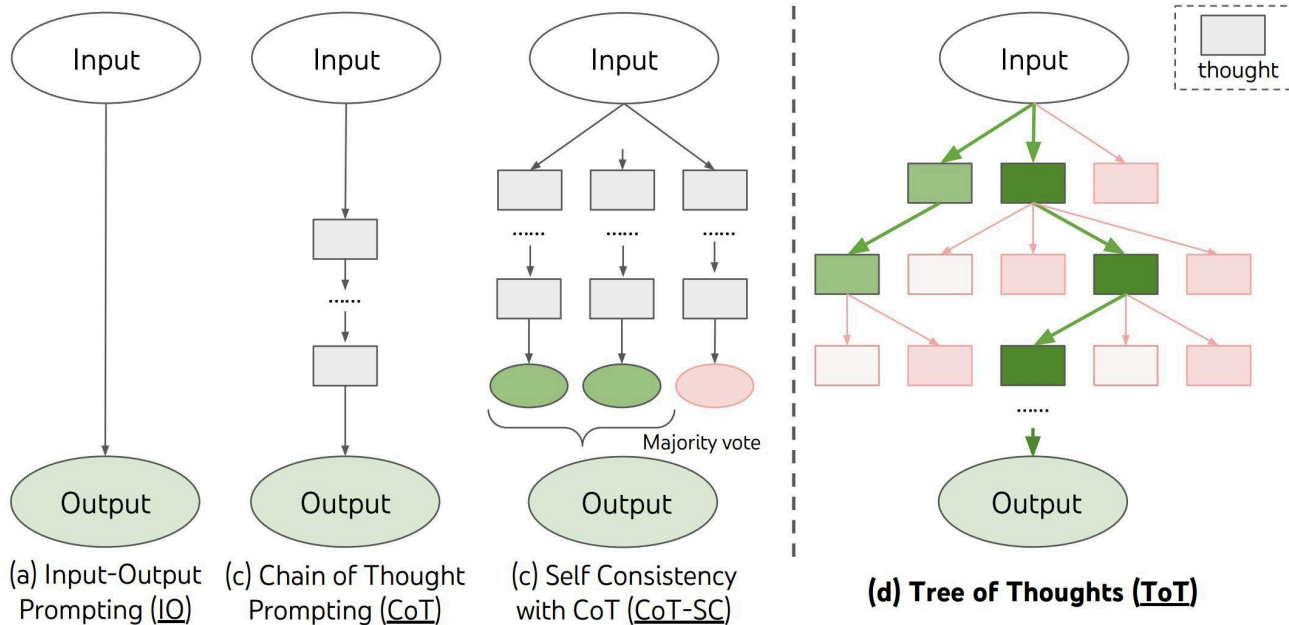 Input
Input
Input
Input
thought
......
......
......
......
Majority vote
......
Output
Output
Output
Output
(a) Input-Output
Prompting (IO)
(c) Chain of Thought
Prompting (CoT)
(c) Self Consistency
with CoT (CoT-SC)
(d) Tree of Thoughts (ToT)